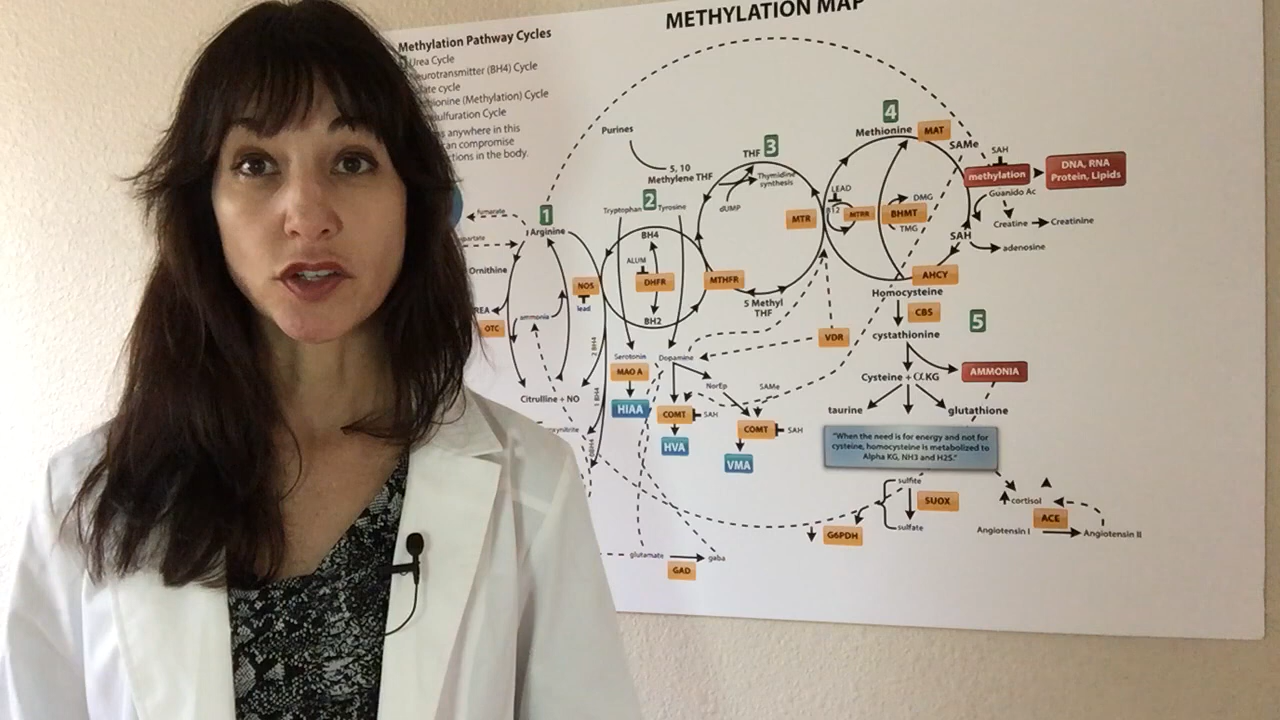 METHYLATION MAP
Methylation Pathway Cycles
Urea Cycle
Neurotransmitter (BH4) Cycle
cycle
(Methylation) Cycle
Cycle
anywhere in this
can compromise
in the body.
Purines
5, 10
Methylene THF
THF
3
Thymidine
synthesis
dUMP
4
Methionine
MAT
SAMe
SAH
methylation
DNA, RNA
Protein, Lipids
Guanido Ac
Creatine
Creatinine
SAH
adenosine
LEAD
B12
MTRR
BHMT
DMG
TMG
MTR
AHCY
Homocysteine
CBS
5
cystathionine
AMMONIA
Cysteine + αKG
taurine
glutathione
"When the need is for energy and not for
cysteine, homocysteine is metabolized to
Alpha KG, NH3 and H2S."
sulfite
SUOX
sulfate
G6PDH
cortisol
ACE
Angiotensin I
Angiotensin II
1
Arginine
fumarate
Ornithine
OTC
ammonia
Citrulline + NO
NOS
lead
2
Tryptophan
Tyrosine
BH4
ALUM
DHFR
BH2
MTHFR
5 Methyl
THF
VDR
2 BH4
1 BH4
Serotonin
Dopamine
MAO A
HIAA
NorEp
SAMe
COMT
SAH
HVA
COMT
SAH
VMA
glutamate
gaba
GAD